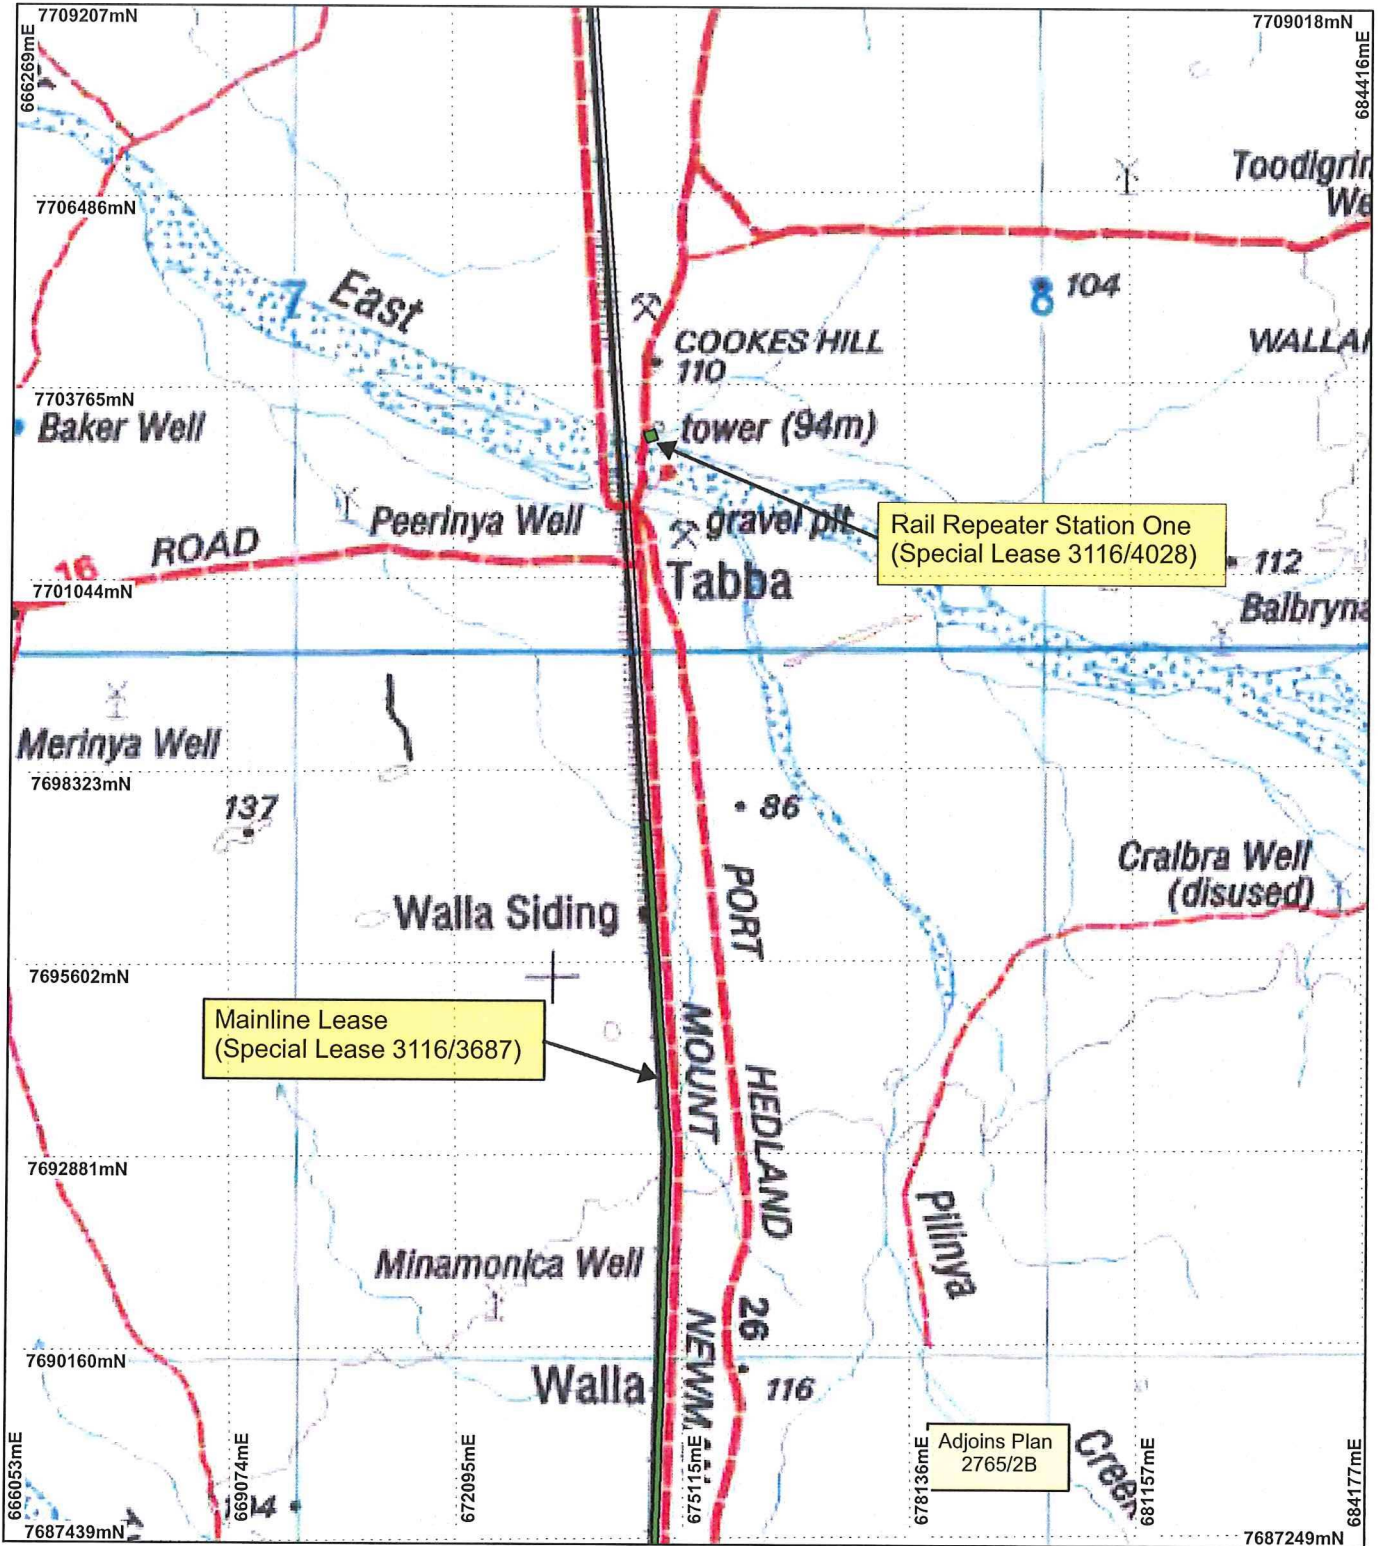 7709207mN
7709018mN
666269mE
684416mE
Toodigrin
We
7706486mN
East
7
8
104
COOKES HILL
110
WALLA
7703765mN
Baker Well
tower (94m)
Peerinya Well
gravel pit
Rail Repeater Station One
(Special Lease 3116/4028)
ROAD
16
7701044mN
Tabba
112
Balbryna
Merinya Well
7698323mN
137
86
PORT
Cralbra Well
(disused)
Walla Siding
7695602mN
Mainline Lease
(Special Lease 3116/3687)
MOUNT
HEDLAND
7692881mN
Pilinya
Minamonica Well
26
NEWM
7690160mN
Walla
116
Adjoins Plan
2765/2B
Creek
666053mE
669074mE
672095mE
675115mE
678136mE
681157mE
684177mE
7687439mN
7687249mN